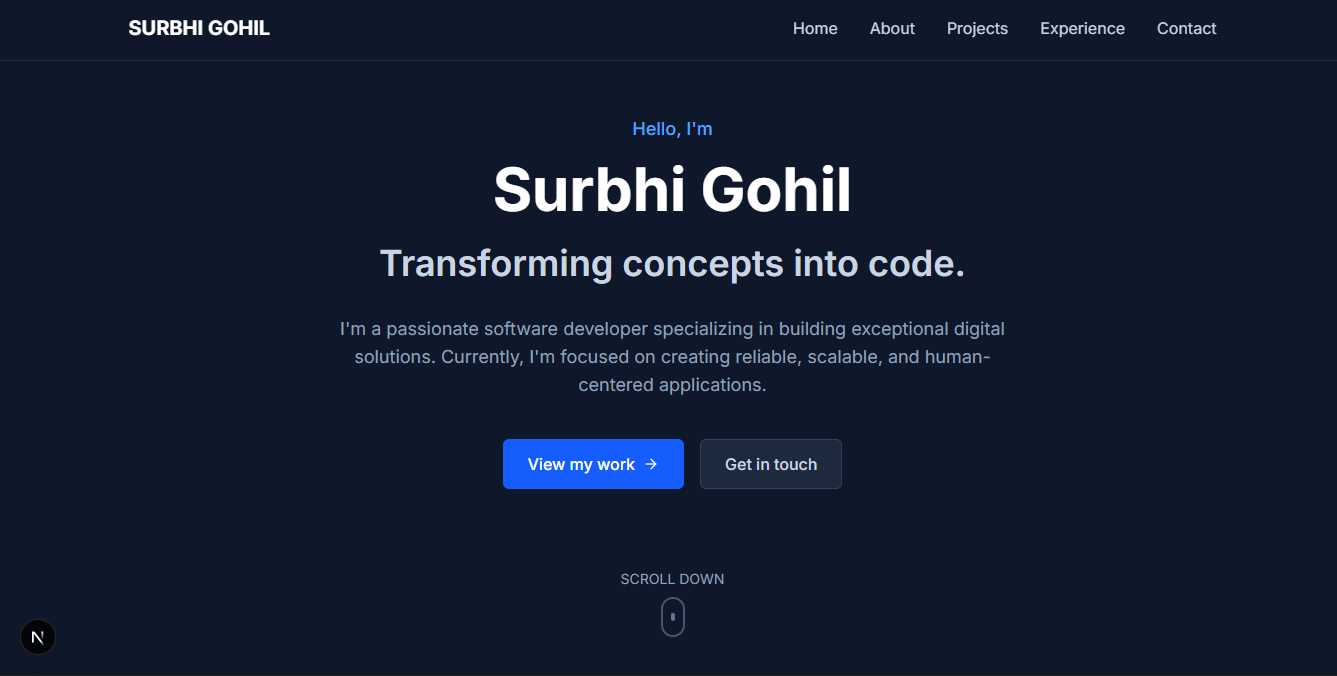 SURBHI GOHIL
Home About Projects Experience Contact
Hello, I'm
Surbhi Gohil
Transforming concepts into code.
I'm a passionate software developer specializing in building exceptional digital
solutions. Currently, I'm focused on creating reliable, scalable, and human-
centered applications.
View my work →
Get in touch
SCROLL DOWN
N